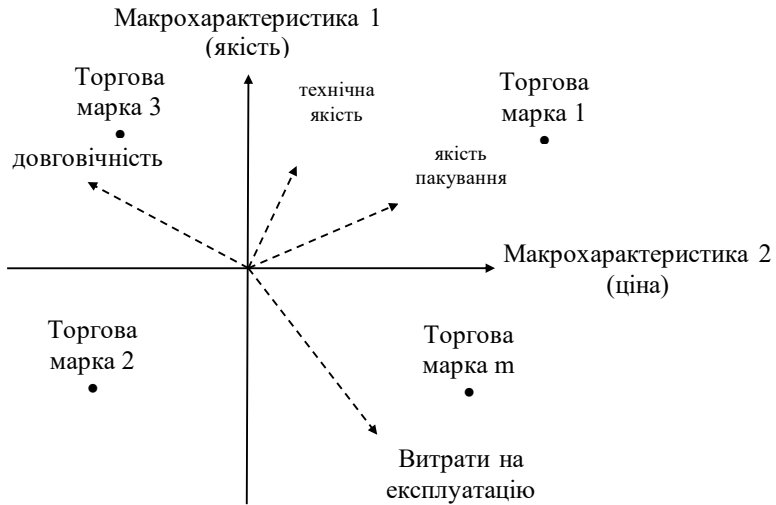 Макрохарактеристика 1
(якість)
Торгова
марка 3
технічна
якість
Торгова
марка 1
довговічність
якість
пакування
Макрохарактеристика 2
(ціна)
Торгова
марка 2
Торгова
марка m
Витрати на
експлуатацію